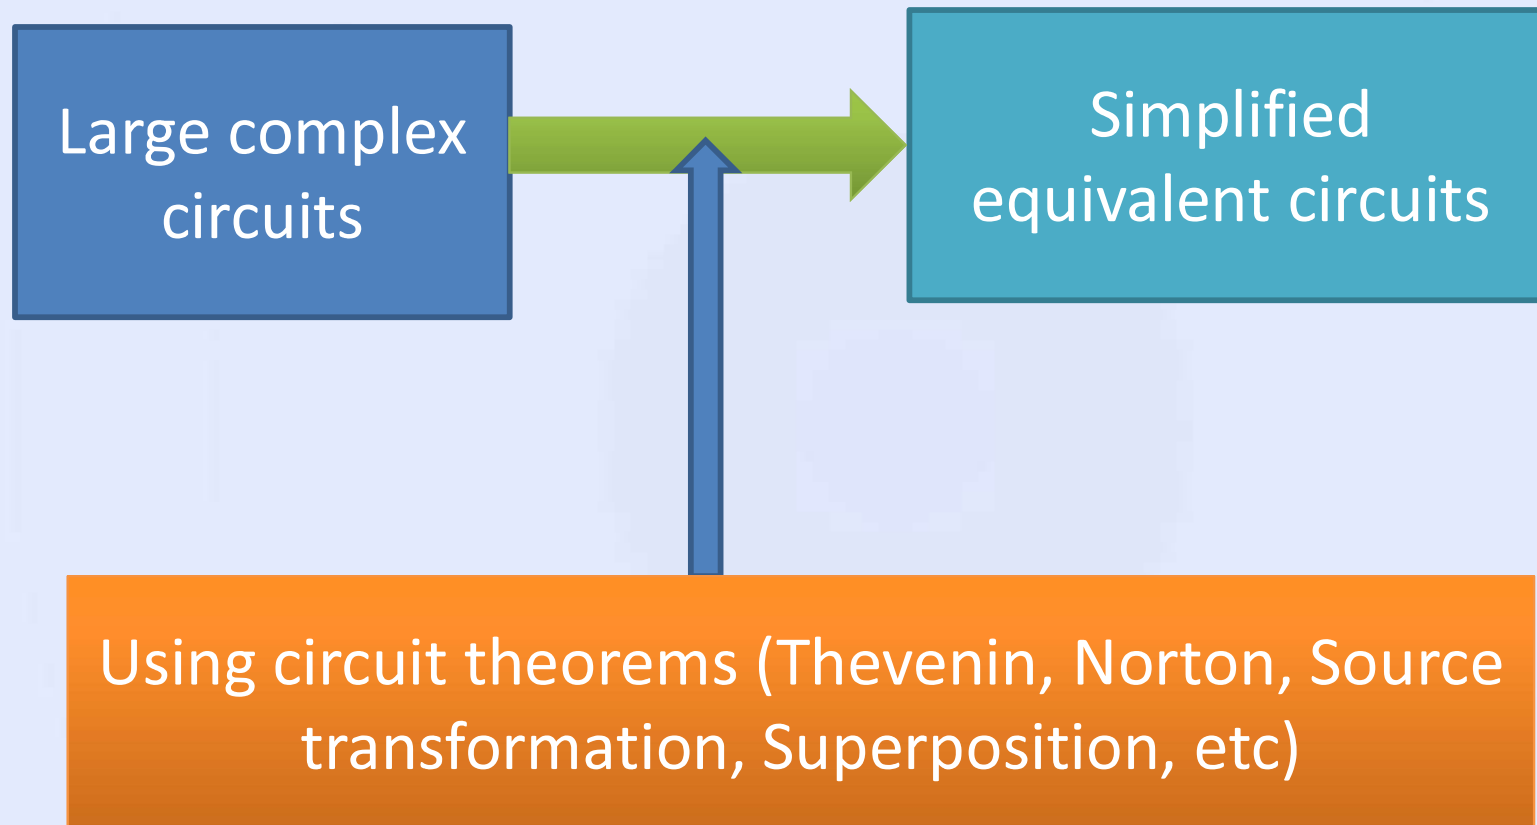 Large complex
circuits
Simplified
equivalent circuits
Using circuit theorems (Thevenin, Norton, Source
transformation, Superposition, etc)